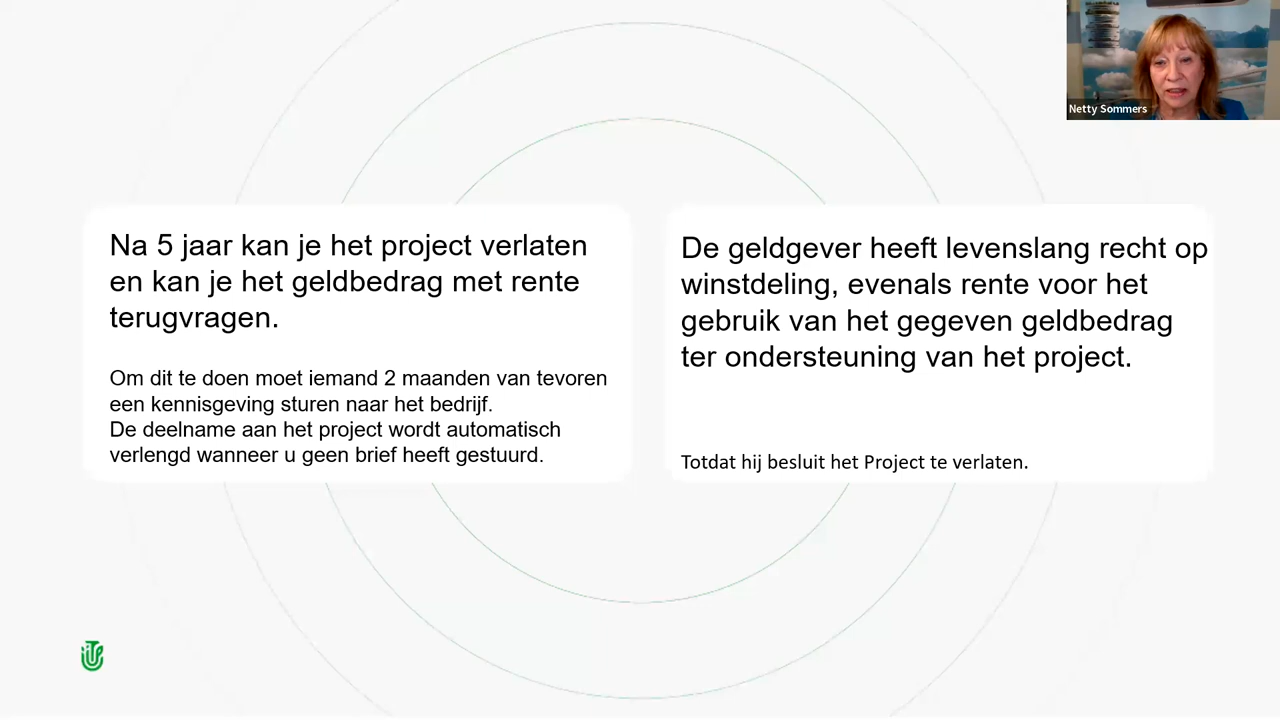 Netty Sommers
Na 5 jaar kan je het project verlaten
en kan je het geldbedrag met rente
terugvragen.
Om dit te doen moet iemand 2 maanden van tevoren
een kennisgeving sturen naar het bedrijf.
De deelname aan het project wordt automatisch
verlengd wanneer u geen brief heeft gestuurd.
De geldgever heeft levenslang recht op
winstdeling, evenals rente voor het
gebruik van het gegeven geldbedrag
ter ondersteuning van het project.
Totdat hij besluit het Project te verlaten.